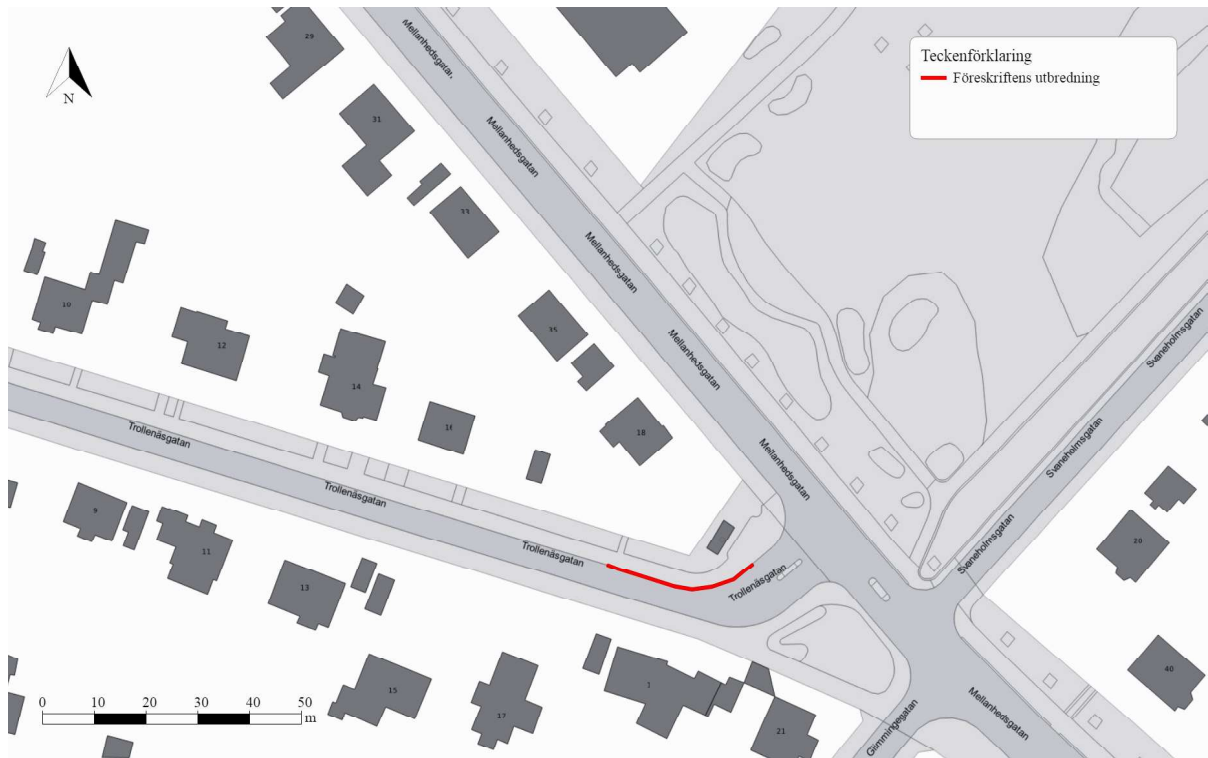 Teckenförklaring
Föreskriftens utbredning
N
29
Mellanhedsgatan
31
Mellanhedsgatan
33
Mellanhedsgatan
10
12
35
Mellanhedsgatan
Svaneholmsgatan
14
16
18
Trollenäsgatan
Mellanhedsgatan
Svaneholmsgatan
Trollenäsgatan
9
11
Trollenäsgatan
Svaneholmsgatan
20
13
Trollenäsgatan
15
1
17
40
Mellanhedsgatan
21
Glimmingegatan
0 10 20 30 40 50
m